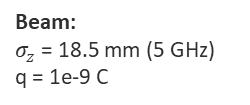 Beam:
σz = 18.5 mm (5 GHz)
q = 1e-9 C